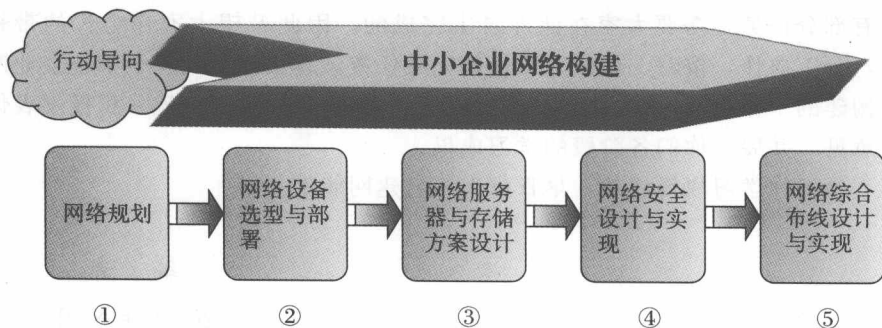 行动导向
中小企业网络构建
网络规划
网络设备
选型与部
署
网络服务
器与存储
方案设计
网络安全
设计与实
现
网络综合
布线设计
与实现
①
②
③
④
⑤